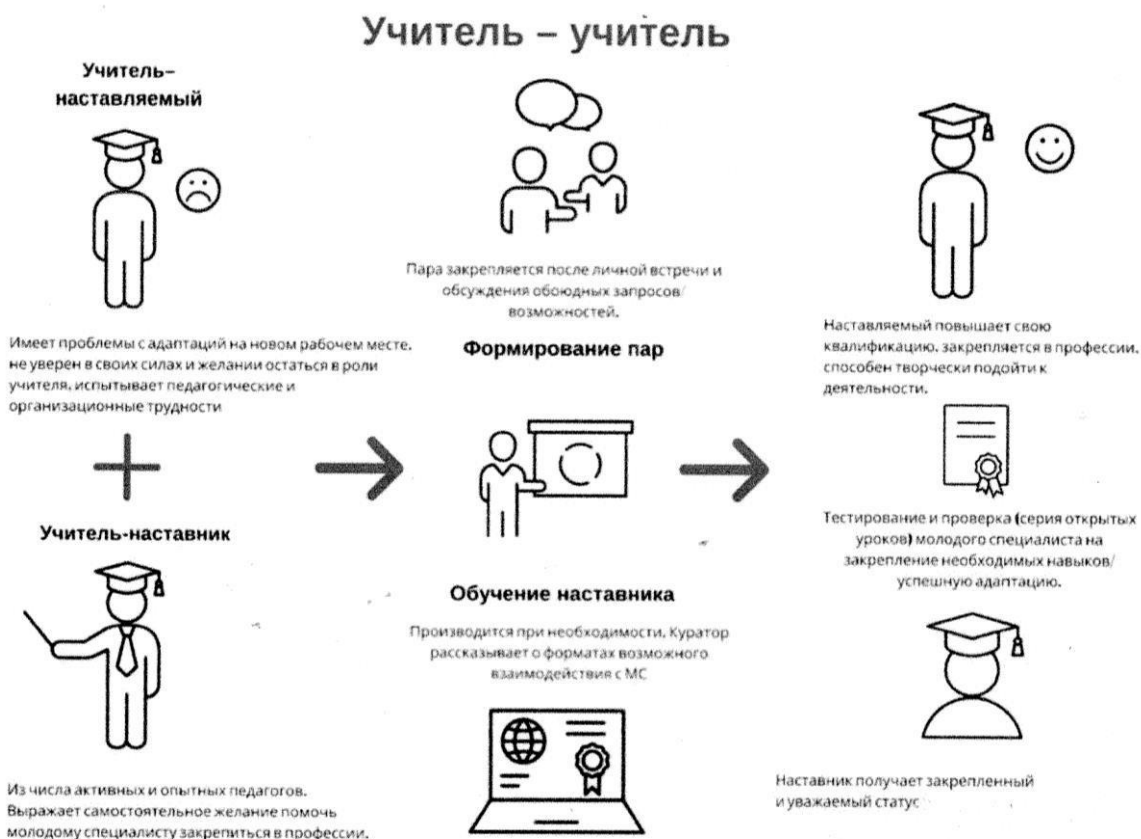 Учитель – учитель
Учитель–
наставляемый
Имеет проблемы с адаптаций на новом рабочем месте,
не уверен в своих силах и желании остаться в роли
учителя, испытывает педагогические и
организационные трудности
Учитель-наставник
Из числа активных и опытных педагогов.
Выражает самостоятельное желание помочь
молодому специалисту закрепиться в профессии.
Пара закрепляется после личной встречи и
обсуждения обоюдных запросов/
возможностей.
Формирование пар
Обучение наставника
Производится при необходимости. Куратор
рассказывает о форматах возможного
взаимодействия с МС
Наставляемый повышает свою
квалификацию, закрепляется в профессии,
способен творчески подойти к
деятельности.
Тестирование и проверка (серия открытых
уроков) молодого специалиста на
закрепление необходимых навыков/
успешную адаптацию.
Наставник получает закрепленный
и уважаемый статус